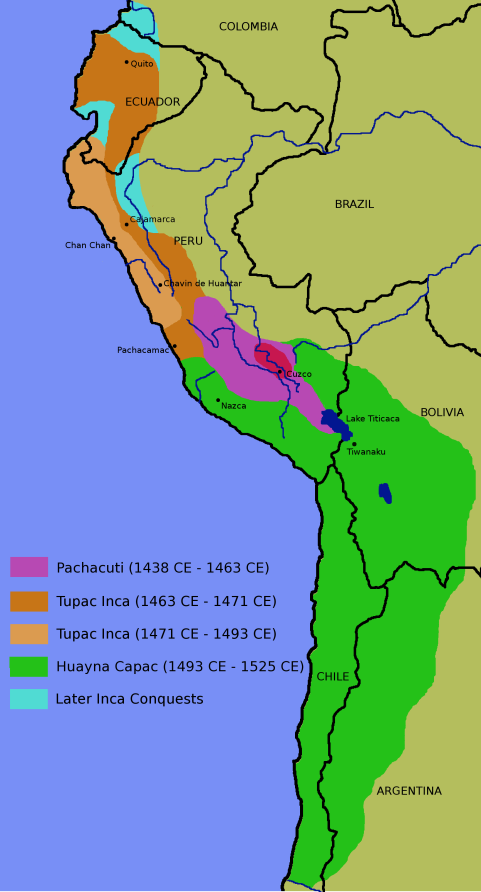 COLOMBIA
Quito
ECUADOR
BRAZIL
Cajamarca
PERU
Chan Chan
Chavin de Huantar
Pachacamac
Cuzco
Nazca
BOLIVIA
Lake Titicaca
Tiwanaku
Pachacuti (1438 CE - 1463 CE)
Tupac Inca (1463 CE - 1471 CE)
Tupac Inca (1471 CE - 1493 CE)
Huayna Capac (1493 CE - 1525 CE)
CHILE
Later Inca Conquests
ARGENTINA